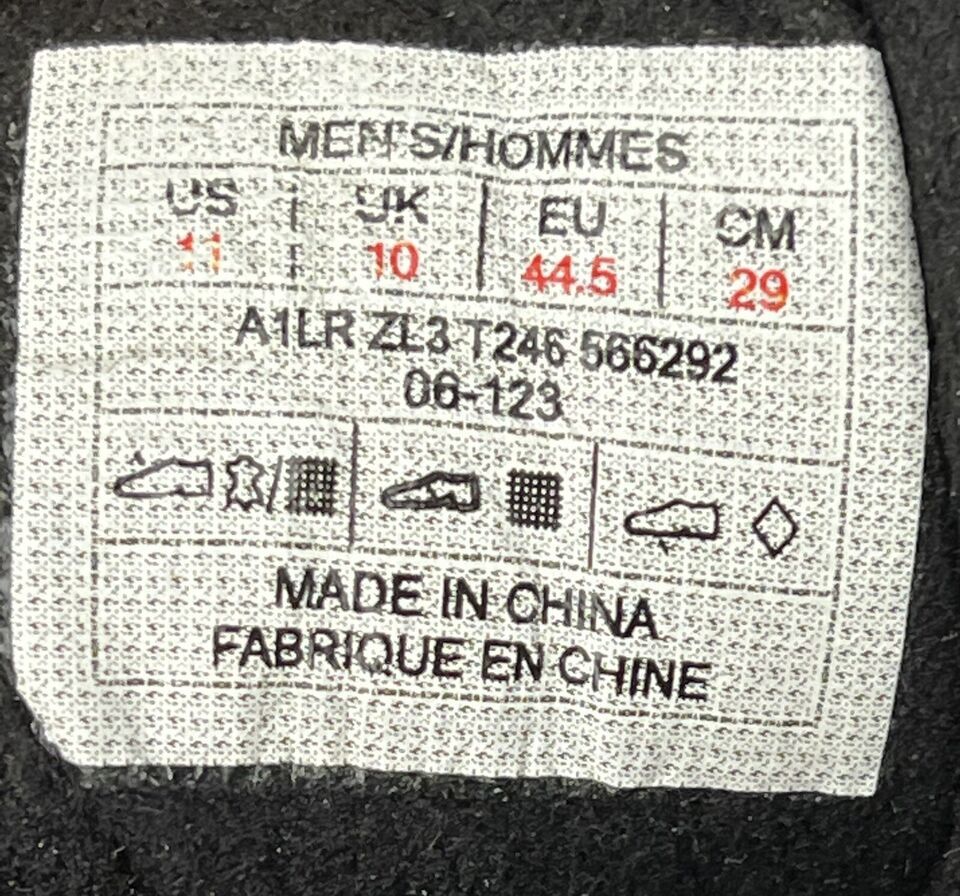 MEN'S/HOMMES
US UK EU CM
11 10 44.5 29
A1LR ZL3 T246 566292
06-123
MADE IN CHINA
FABRIQUE EN CHINE